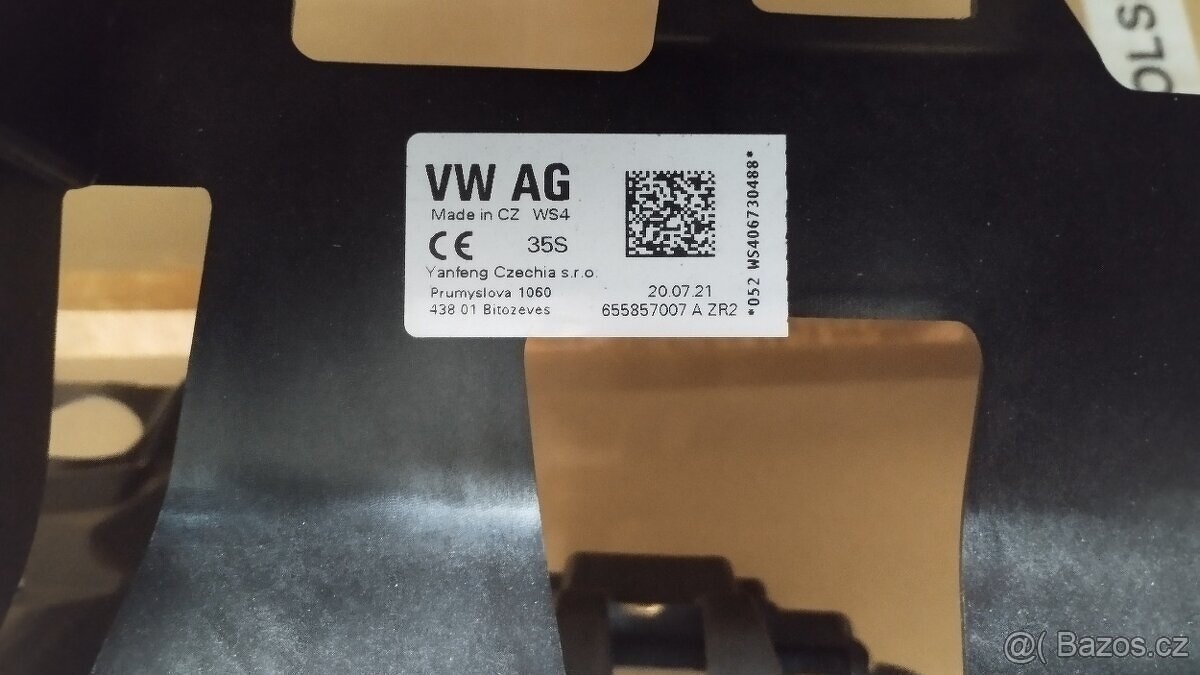 VW AG
Made in CZ WS4
CE 35S
Yanfeng Czechia s.r.o.
Prumyslova 1060
438 01 Bitozeves
20.07.21
655857007 A ZR2
*052 WS406730488*
OLS
@( Bazos.cz